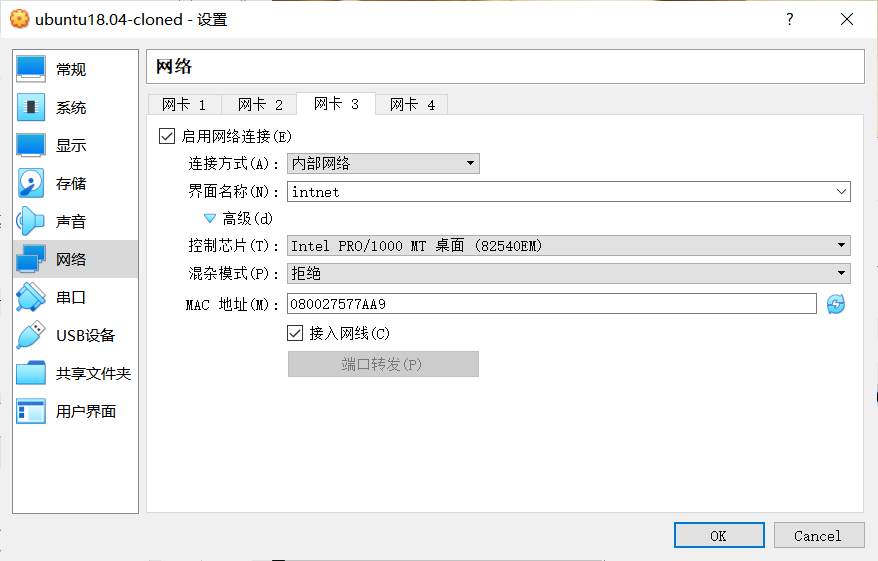 ubuntu18.04-cloned - 设置
?
常规
系统
显示
存储
声音
网络
串口
USB设备
共享文件夹
用户界面
网络
网卡 1 网卡 2 网卡 3 网卡 4
启用网络连接(E)
连接方式(A): 内部网络
界面名称(N): intnet
高级(d)
控制芯片(T): Intel PRO/1000 MT 桌面 (82540EM)
混杂模式(P): 拒绝
MAC 地址(M): 080027577AA9
接入网线(C)
端口转发(P)
OK Cancel